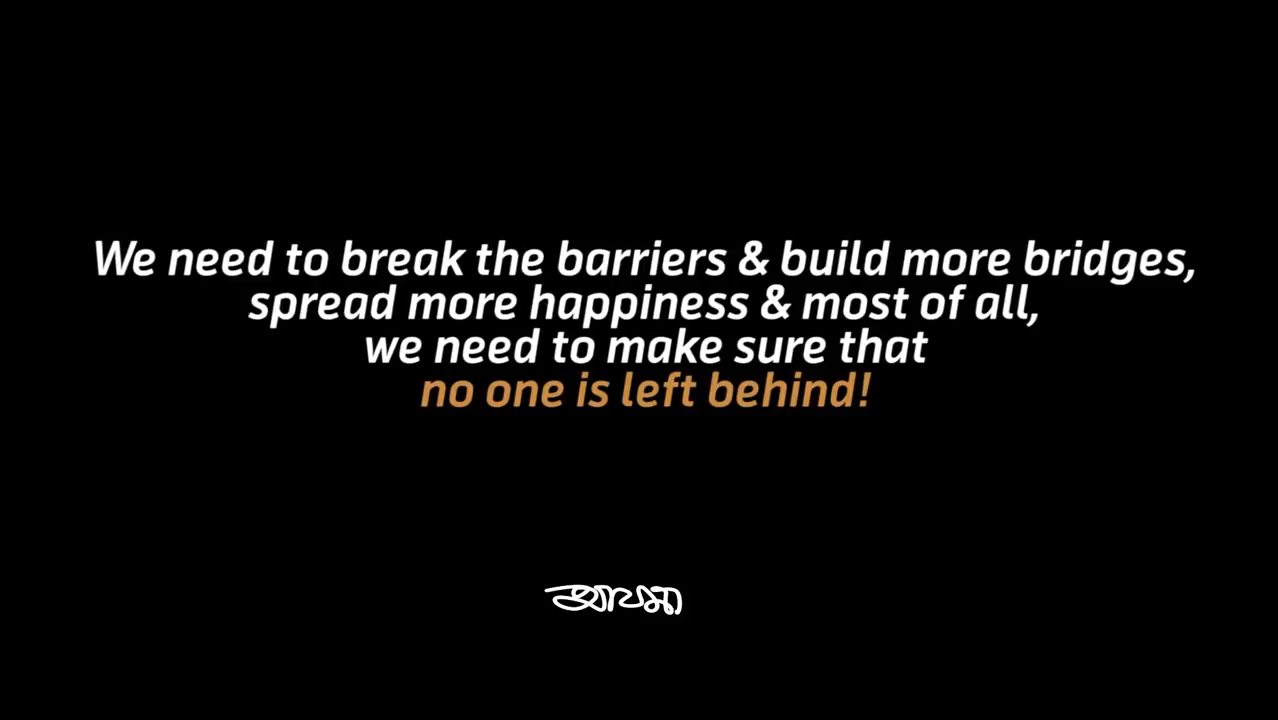 We need to break the barriers & build more bridges,
spread more happiness & most of all,
we need to make sure that
no one is left behind!